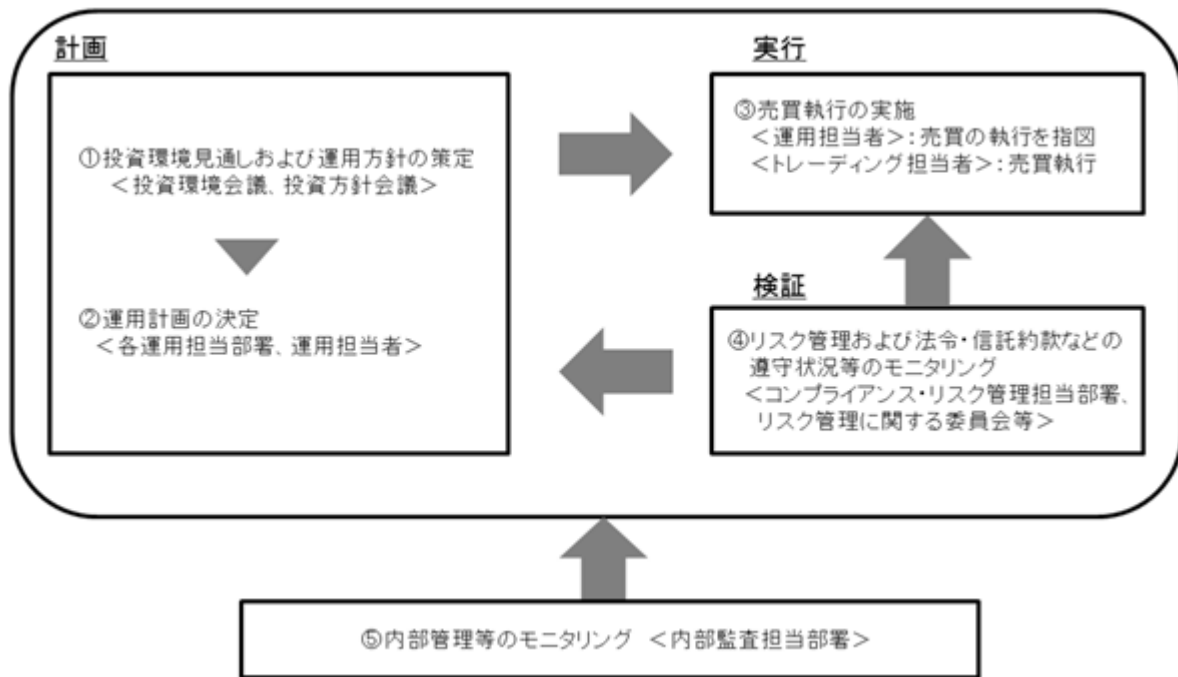 計画
①投資環境見通しおよび運用方針の策定
＜投資環境会議、投資方針会議＞
②運用計画の決定
＜各運用担当部署、運用担当者＞
実行
③売買執行の実施
＜運用担当者＞：売買の執行を指図
＜トレーディング担当者＞：売買執行
検証
④リスク管理および法令・信託約款などの
遵守状況等のモニタリング
＜コンプライアンス・リスク管理担当部署、
リスク管理に関する委員会等＞
⑤内部管理等のモニタリング ＜内部監査担当部署＞